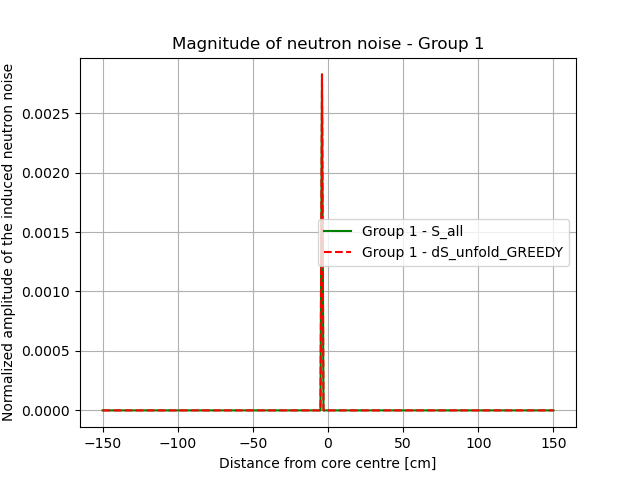 Magnitude of neutron noise - Group 1
Normalized amplitude of the induced neutron noise
0.0025
0.0020
0.0015
0.0010
0.0005
0.0000
Group 1 - S_all
Group 1 - dS_unfold_GREEDY
−150 −100 −50 0 50 100 150
Distance from core centre [cm]